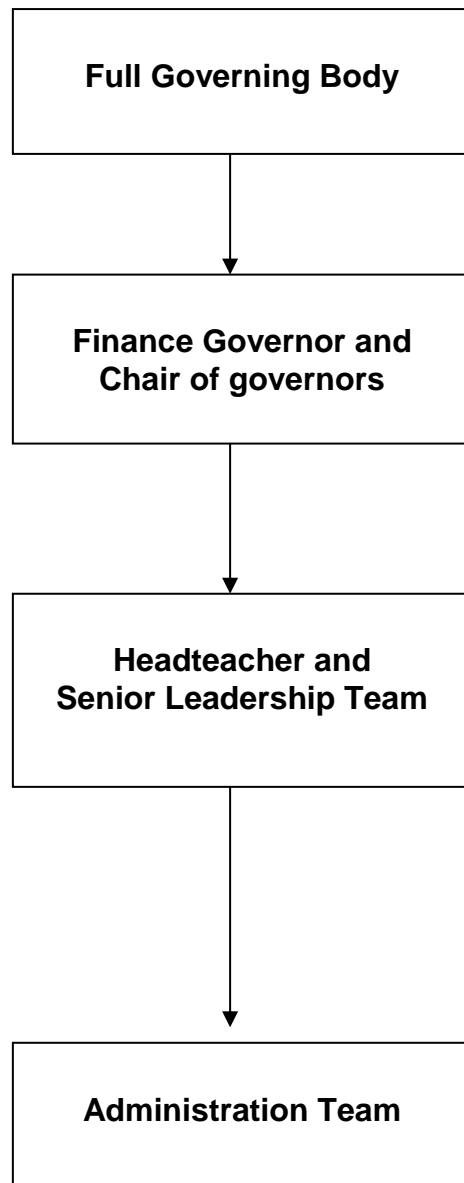 Full Governing Body
Finance Governor and
Chair of governors
Headteacher and
Senior Leadership Team
Administration Team